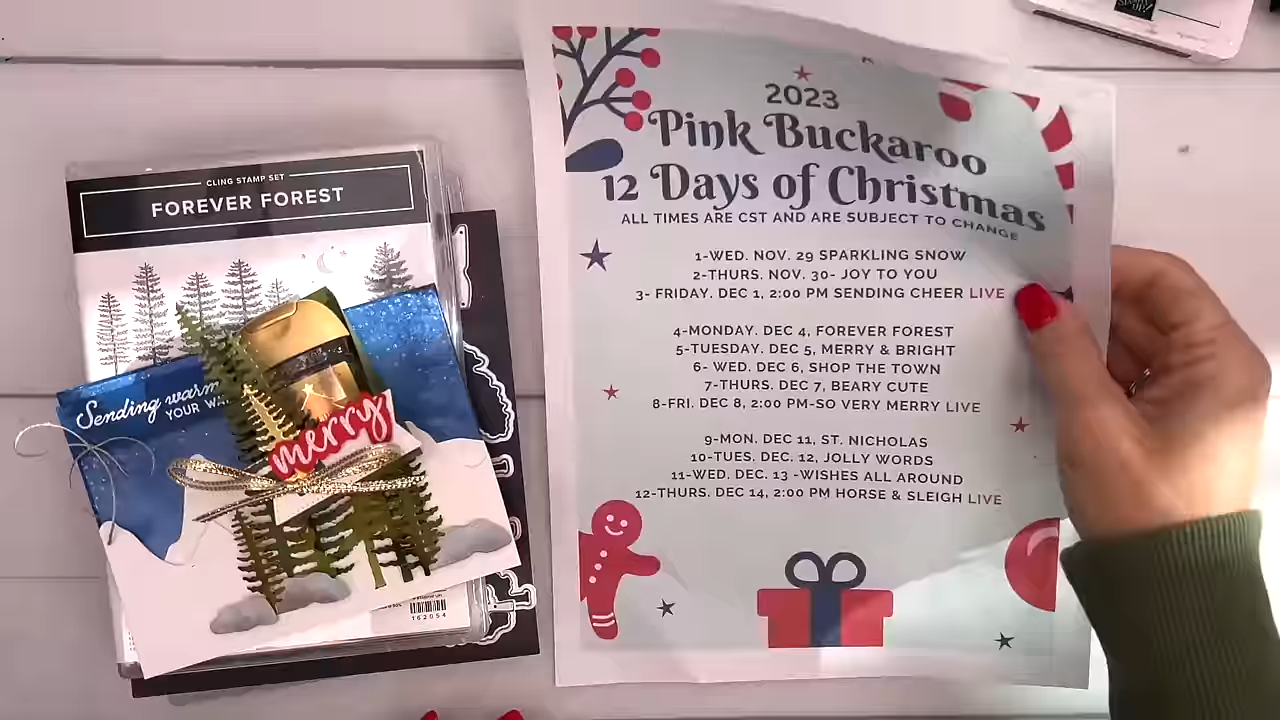 CLING STAMP SET
FOREVER FOREST
Sending warm
YOUR WA
merry
162054
2023
Pink Buckaroo
12 Days of Christmas
ALL TIMES ARE CST AND ARE SUBJECT TO CHANGE
1-WED. NOV. 29 SPARKLING SNOW
2-THURS. NOV. 30- JOY TO YOU
3- FRIDAY. DEC 1, 2:00 PM SENDING CHEER LIVE
4-MONDAY. DEC 4, FOREVER FOREST
5-TUESDAY. DEC 5, MERRY & BRIGHT
6- WED. DEC 6, SHOP THE TOWN
7-THURS. DEC 7, BEARY CUTE
8-FRI. DEC 8, 2:00 PM-SO VERY MERRY LIVE
9-MON. DEC 11, ST. NICHOLAS
10-TUES. DEC. 12, JOLLY WORDS
11-WED. DEC. 13 -WISHES ALL AROUND
12-THURS. DEC 14, 2:00 PM HORSE & SLEIGH LIVE